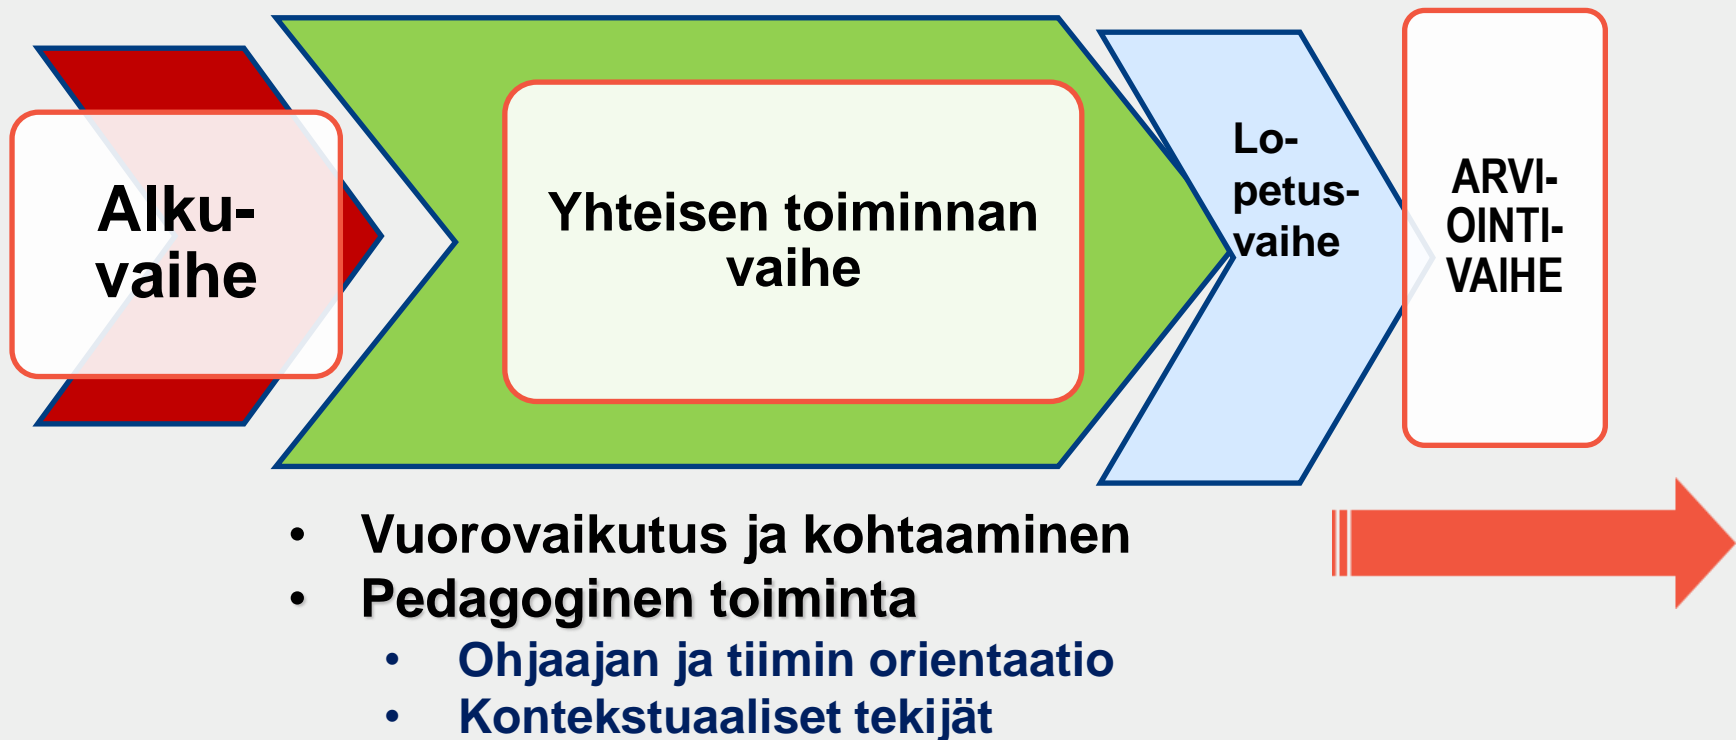 Alku-
vaihe
Yhteisen toiminnan
vaihe
Lo-
petus-
vaihe
ARVI-
OINTI-
VAIHE
• Vuorovaikutus ja kohtaaminen
• Pedagoginen toiminta
• Ohjaajan ja tiimin orientaatio
• Kontekstuaaliset tekijät